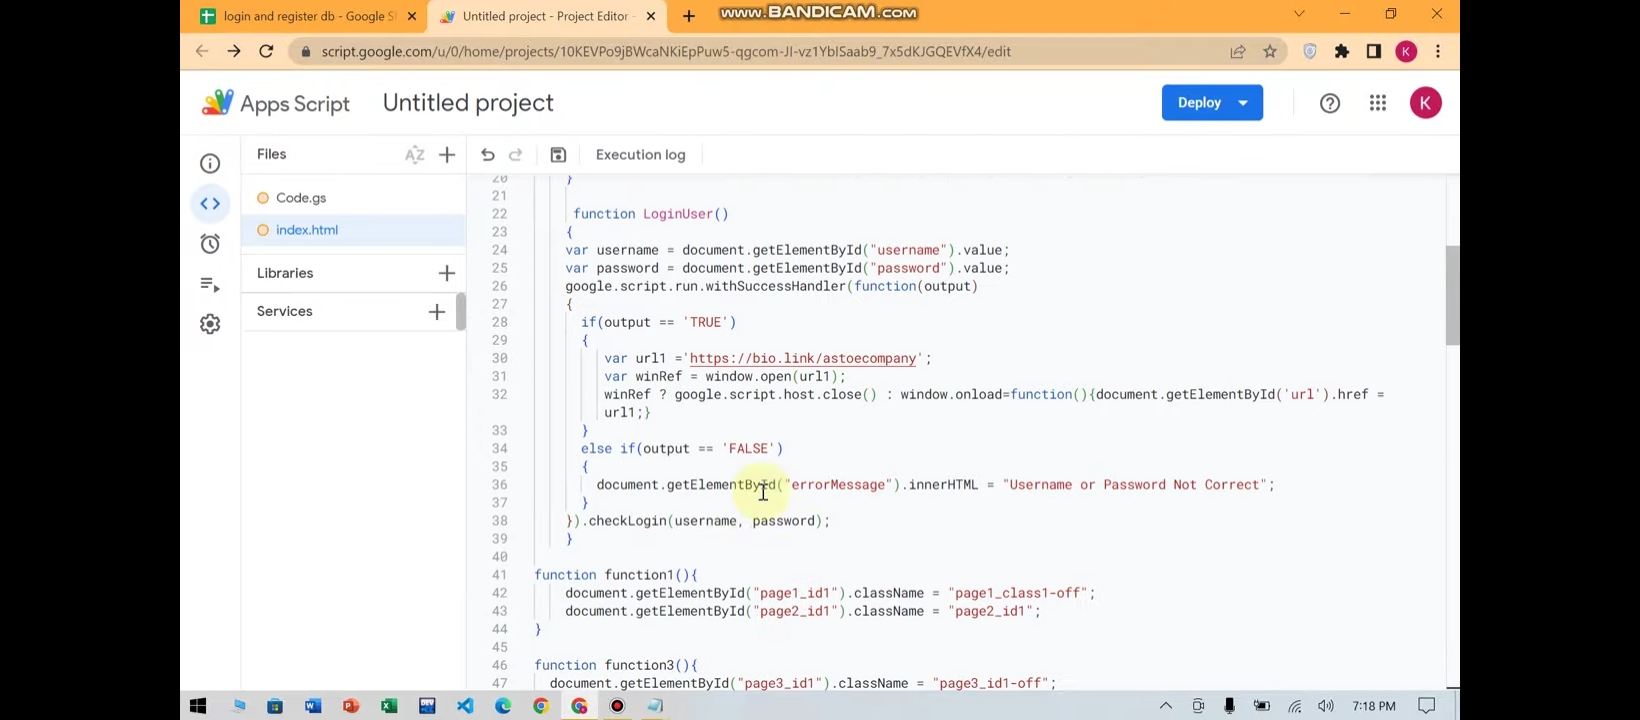 www.BANDICAM.com
login and register db - Google S
Untitled project - Project Editor -
script.google.com/u/0/home/projects/10KEVPo9jBWcaNKiEpPuw5-qgcom-JI-vz1YbISaab9_7x5dKJGQEVfX4/edit
K
Apps Script
Untitled project
Deploy
K
Files
AZ
Execution log
Code.gs
index.html
Libraries
Services
20 }
21
22 function LoginUser()
23 {
24 var username = document.getElementById("username").value;
25 var password = document.getElementById("password").value;
26 google.script.run.withSuccessHandler(function(output)
27 {
28 if(output == 'TRUE')
29 {
30 var url1 ='https://bio.link/astoecompany';
31 var winRef = window.open(url1);
32 winRef ? google.script.host.close() : window.onload=function(){document.getElementById('url').href =
url1;}
33 }
34 else if(output == 'FALSE')
35 {
36 document.getElementById("errorMessage").innerHTML = "Username or Password Not Correct";
37 }
38 }).checkLogin(username, password);
39 }
40
41 function function1(){
42 document.getElementById("page1_id1").className = "page1_class1-off";
43 document.getElementById("page2_id1").className = "page2_id1";
44 }
45
46 function function3(){
47 document.getElementById("page3_id1").className = "page3_id1-off";
7:18 PM